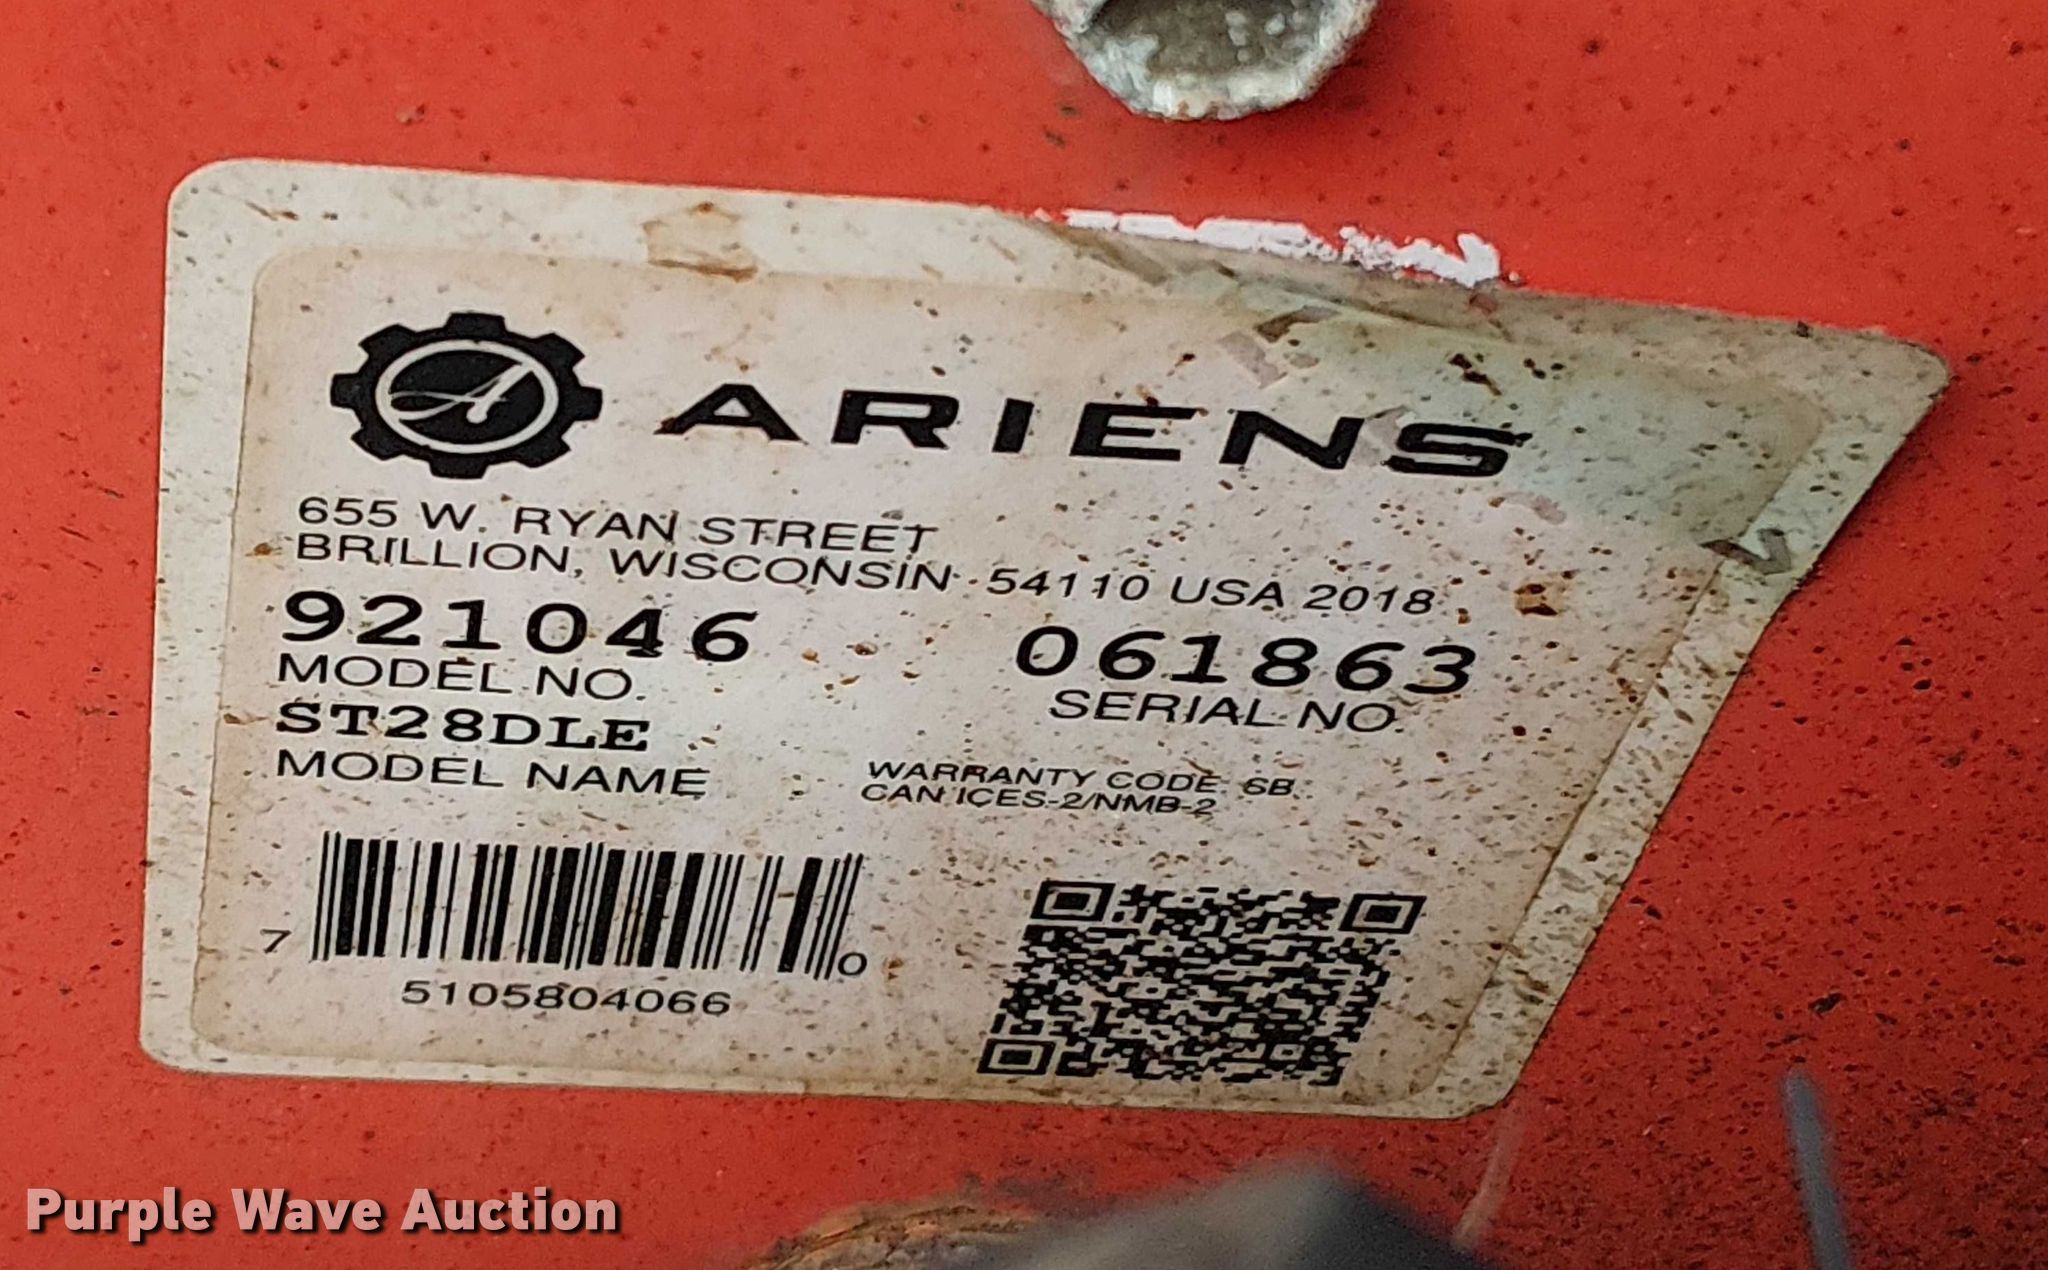 ARIENS
655 W. RYAN STREET
BRILLION, WISCONSIN 54110 USA 2018
921046 061863
MODEL NO. SERIAL NO.
ST28DLE
MODEL NAME
WARRANTY CODE: 6B
CAN ICES-2/NMB-2
7 5105804066 0
Purple Wave Auction